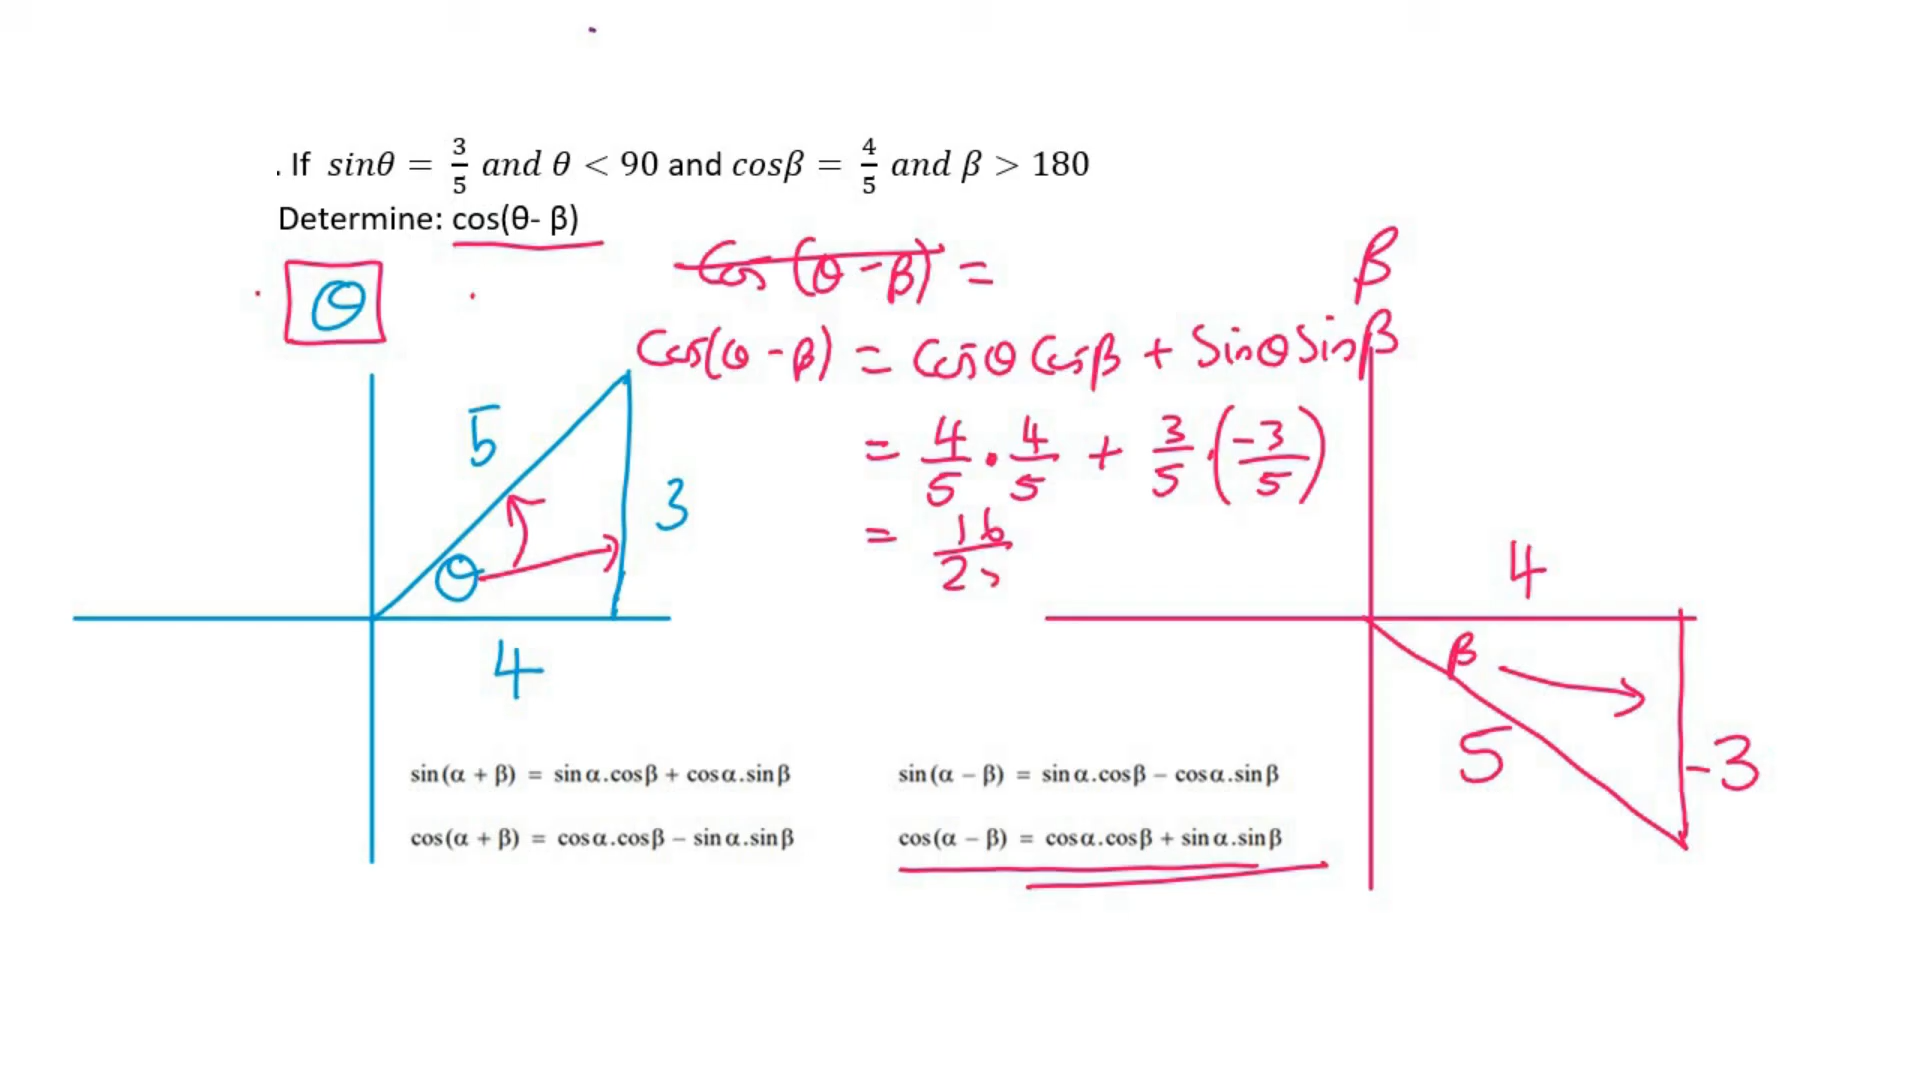 . If sinθ = 3/5 and θ < 90 and cosβ = 4/5 and β > 180
Determine: cos(θ- β)
θ
Cos (θ - β) =
β
Cos(θ - β) = Cosθ Cosβ + Sinθ Sinβ
= 4/5 . 4/5 + 3/5 . (-3/5)
= 16/25
5
3
θ
4
4
β
5
-3
sin(α + β) = sinα.cosβ + cosα.sinβ
sin(α − β) = sinα.cosβ − cosα.sinβ
cos(α + β) = cosα.cosβ − sinα.sinβ
cos(α − β) = cosα.cosβ + sinα.sinβ